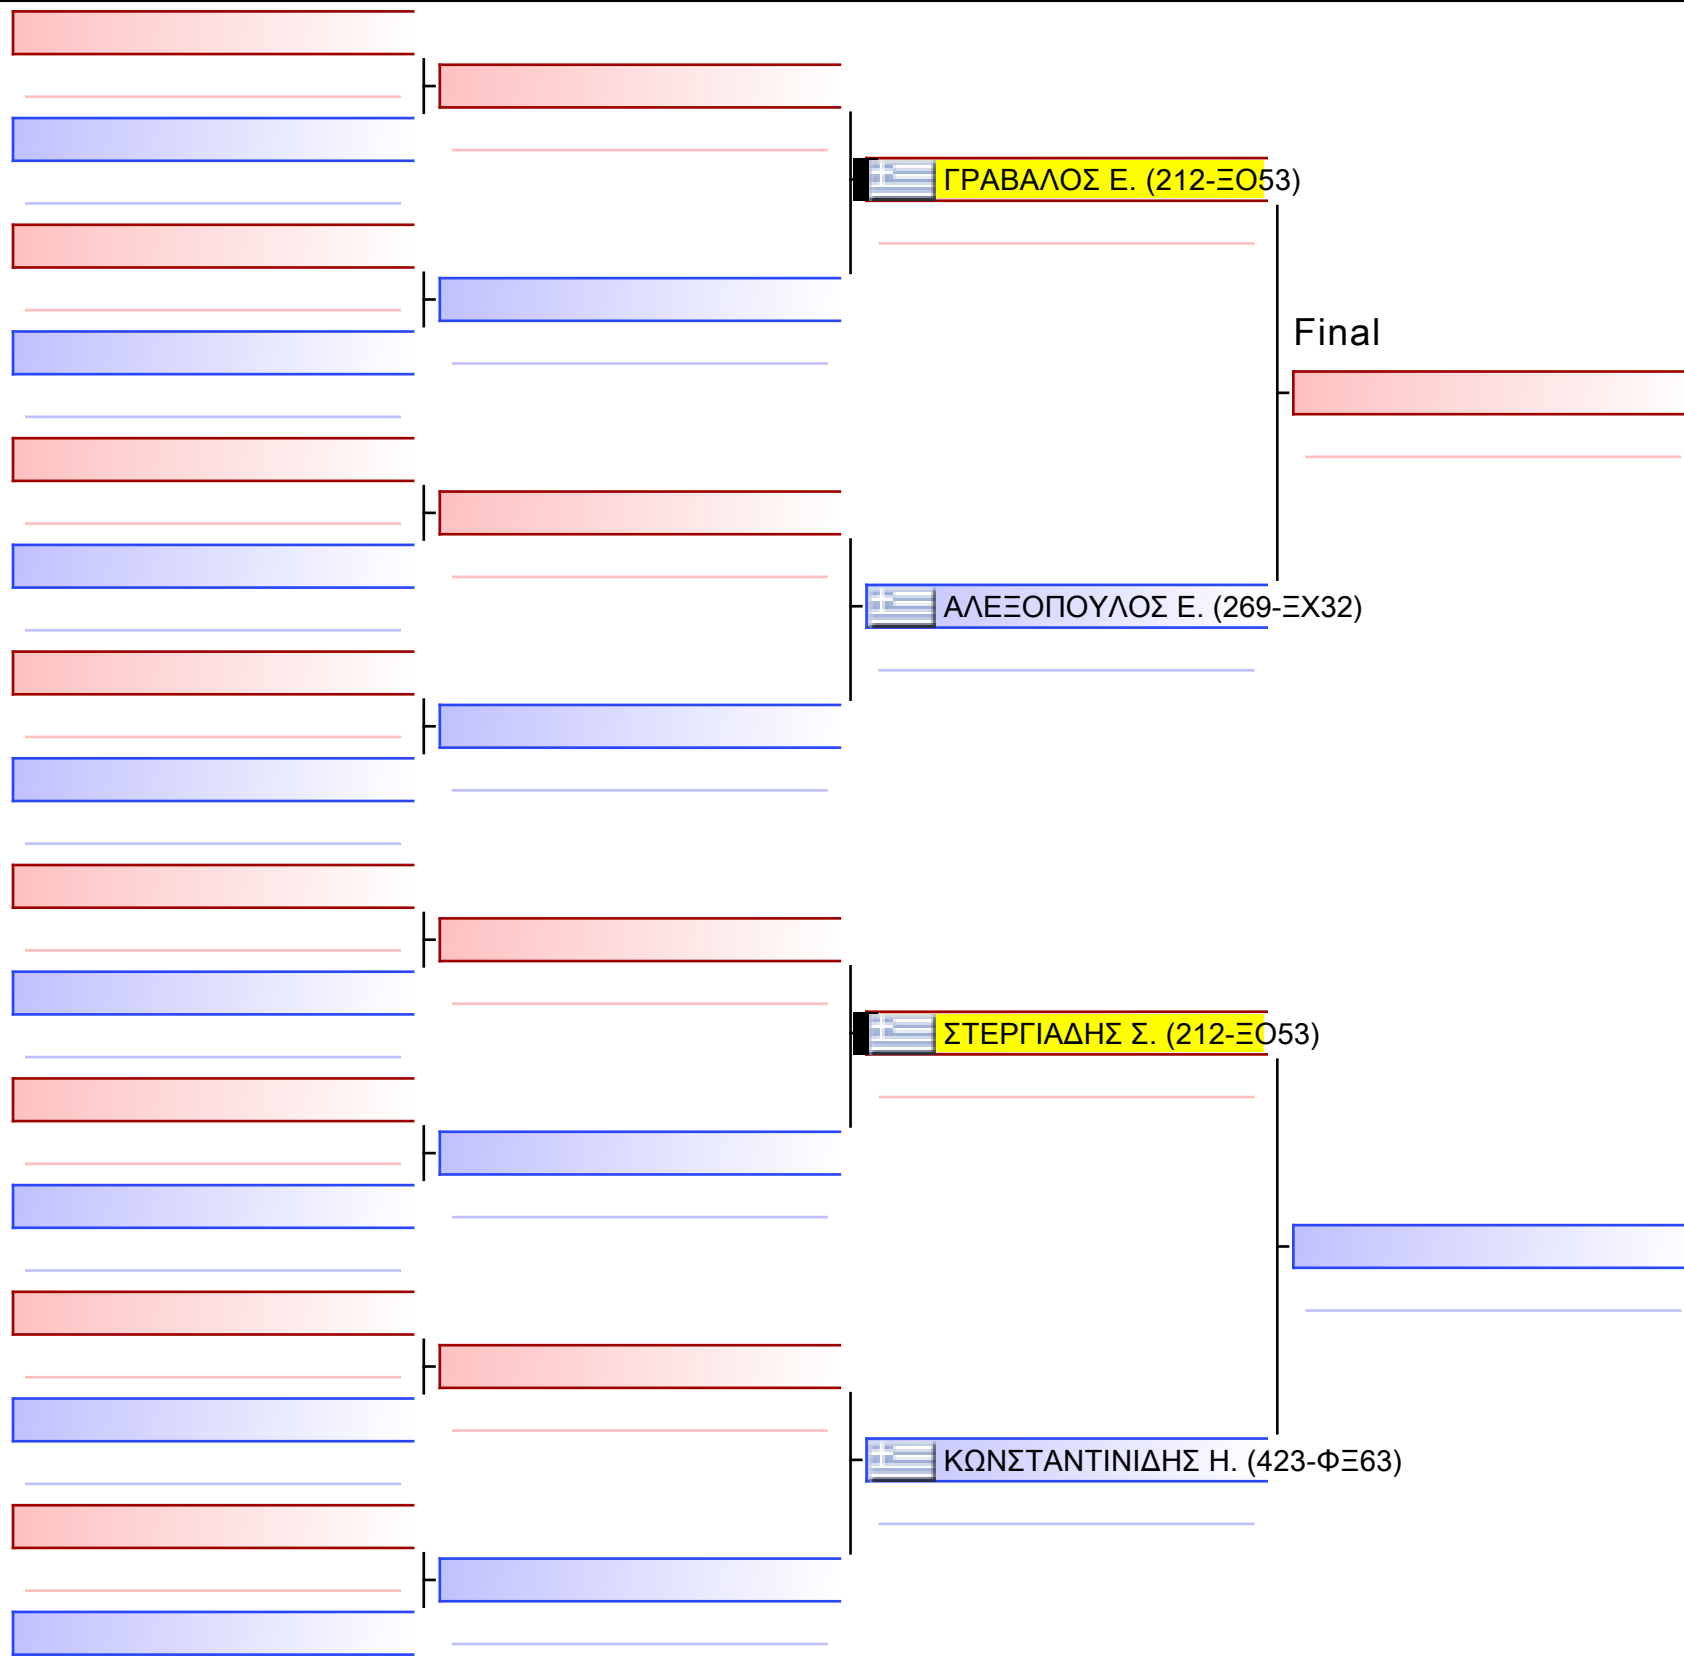 ΓΡΑΒΑΛΟΣ Ε. (212-ΞΟ53)
Final
ΑΛΕΞΟΠΟΥΛΟΣ Ε. (269-ΞΧ32)
ΣΤΕΡΓΙΑΔΗΣ Σ. (212-ΞΟ53)
ΚΩΝΣΤΑΝΤΙΝΙΔΗΣ Η. (423-ΦΞ63)